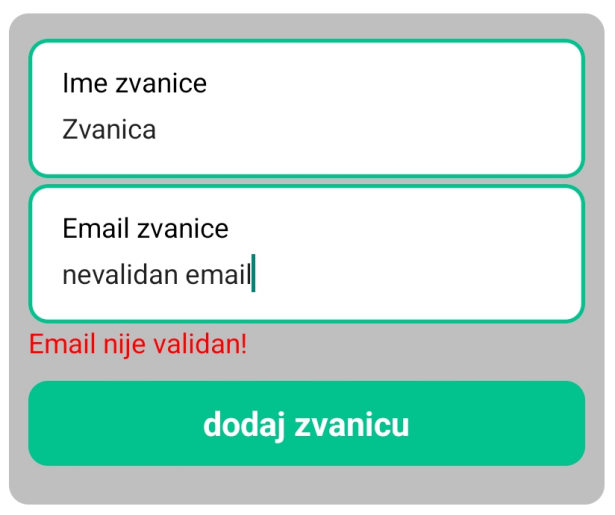 Ime zvanice
Zvanica
Email zvanice
nevalidan email
Email nije validan!
dodaj zvanicu